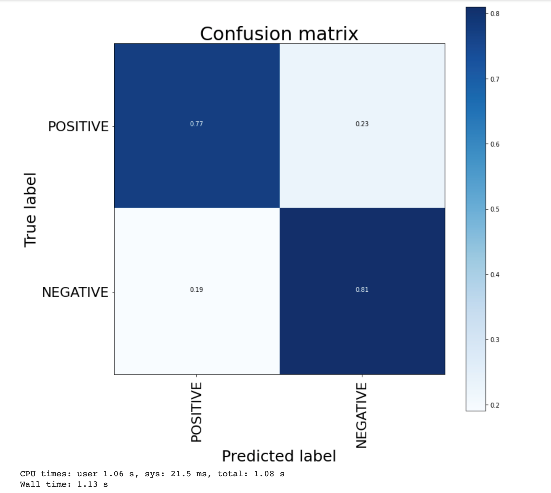 Confusion matrix
0.8
0.7
0.6
0.5
0.4
0.3
0.2
True label
POSITIVE
0.77 0.23
NEGATIVE
0.19 0.81
POSITIVE
NEGATIVE
Predicted label
CPU times: user 1.06 s, sys: 21.5 ms, total: 1.08 s
Wall time: 1.13 s